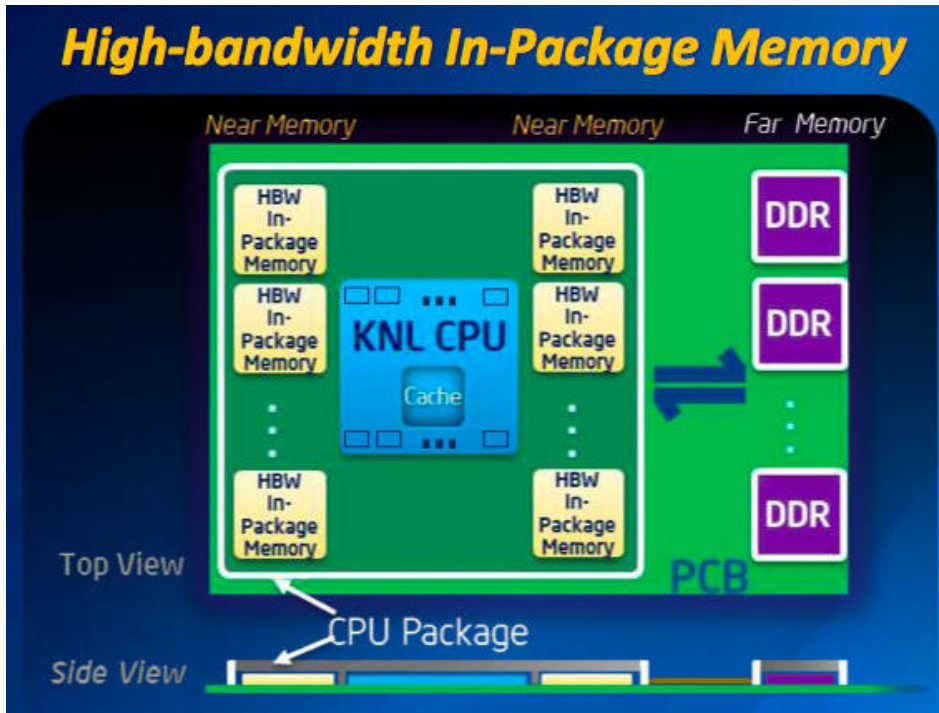 High-bandwidth In-Package Memory
Near Memory
Near Memory
Far Memory
HBW
In-
Package
Memory
HBW
In-
Package
Memory
DDR
HBW
In-
Package
Memory
KNL CPU
Cache
HBW
In-
Package
Memory
DDR
HBW
In-
Package
Memory
HBW
In-
Package
Memory
DDR
Top View
PCB
CPU Package
Side View